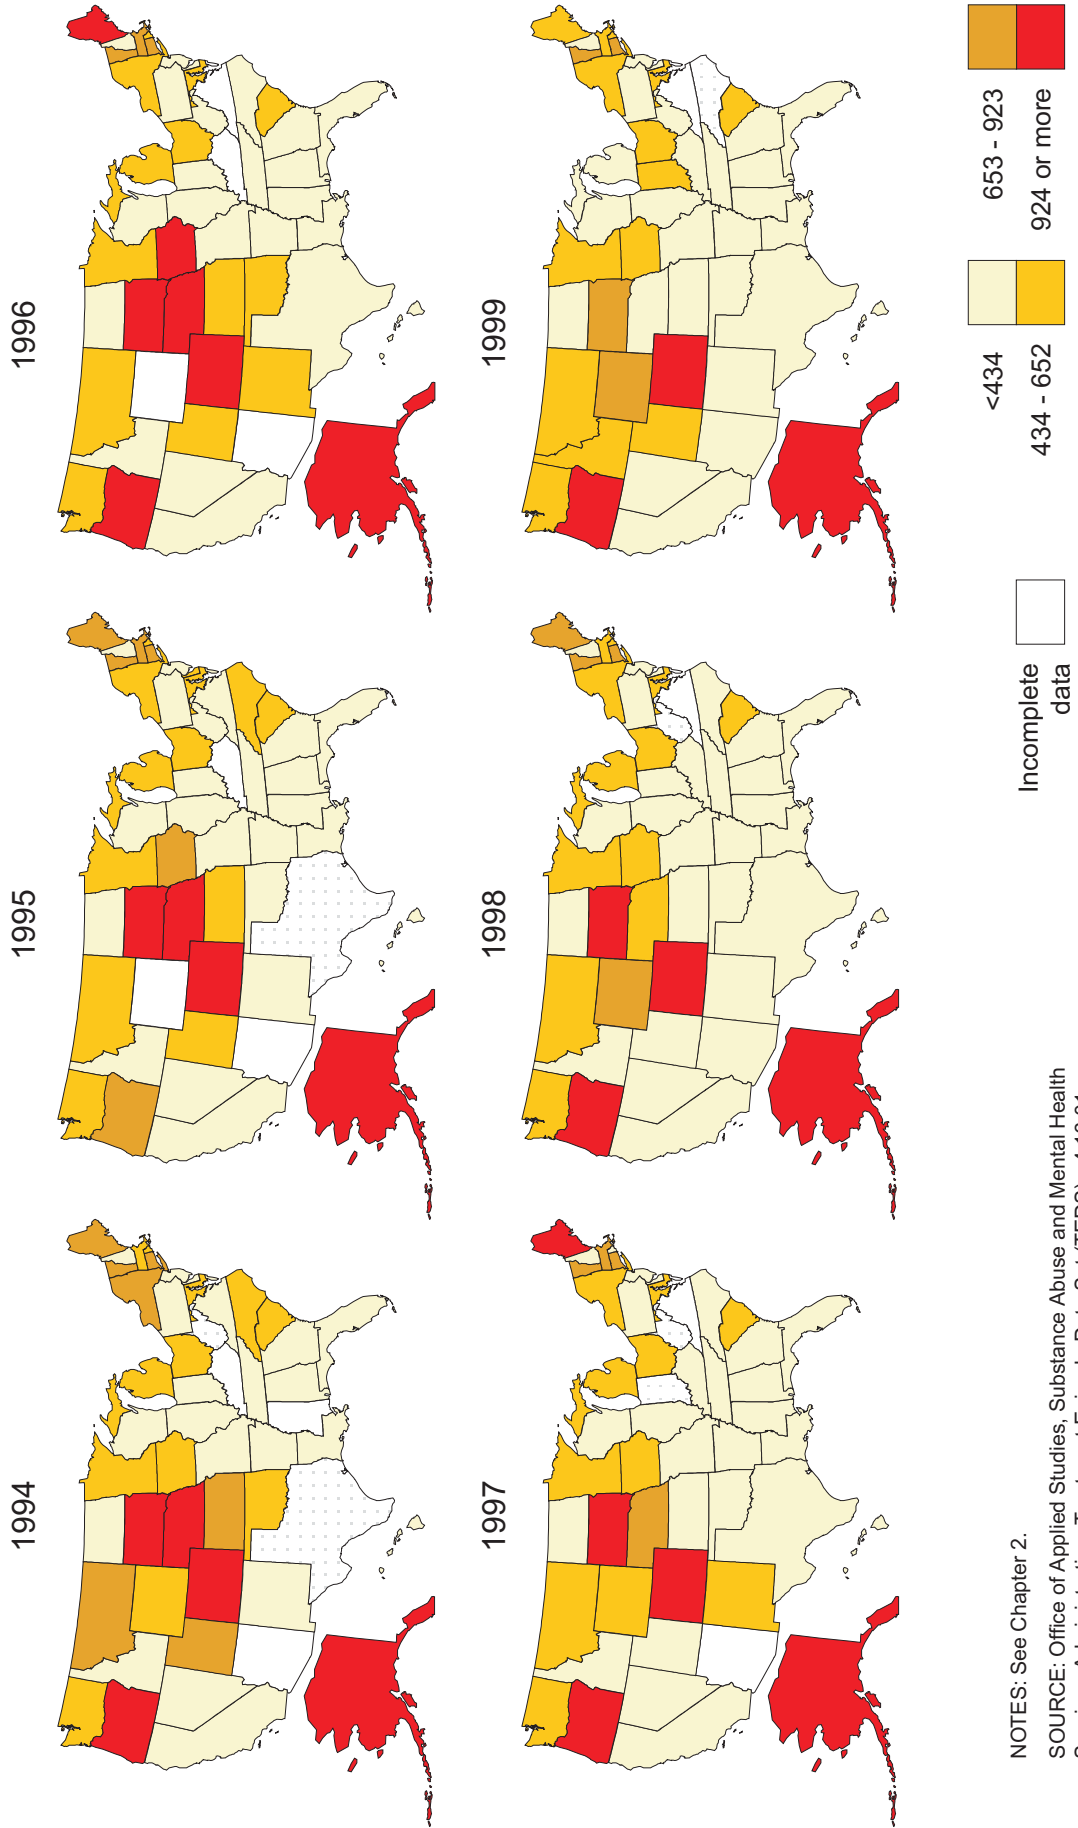 1994
1995
1996
1997
1998
1999
Incomplete
data
<434
434 - 652
653 - 923
924 or more
NOTES: See Chapter 2.
SOURCE: Office of Applied Studies, Substance Abuse and Mental Health